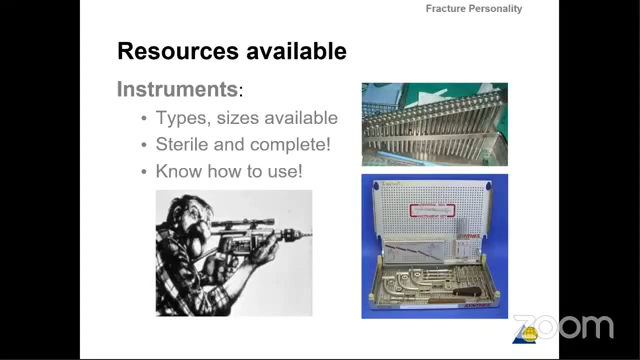 Fracture Personality
Resources available
Instruments:
• Types, sizes available
• Sterile and complete!
• Know how to use!
zoom